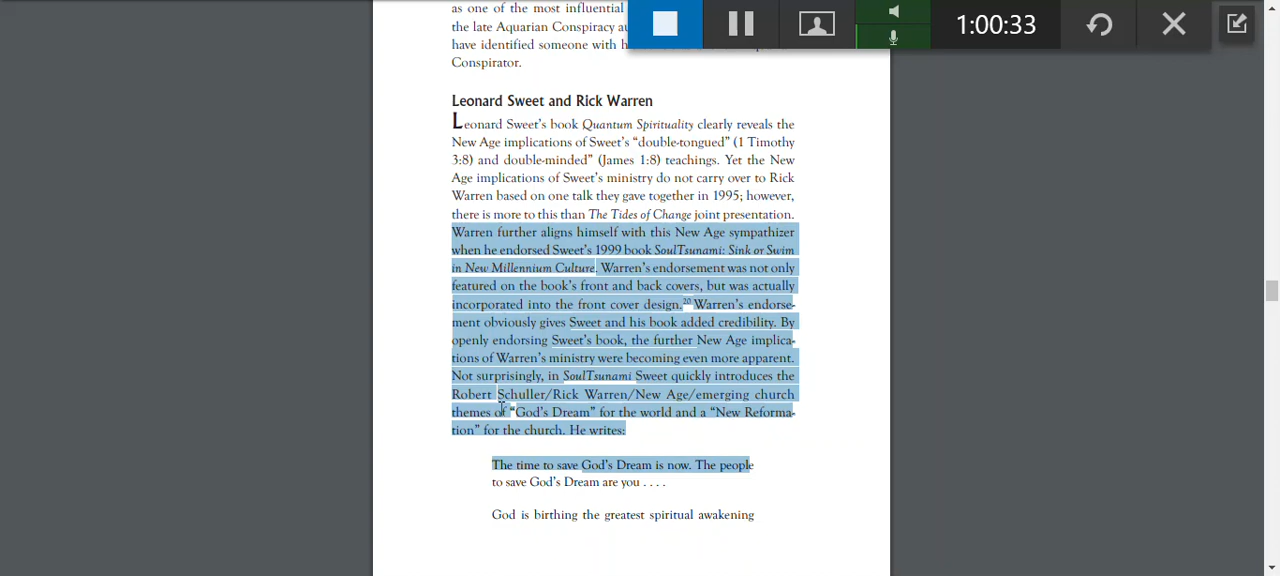 as one of the most influential
the late Aquarian Conspiracy au
have identified someone with h
Conspirator.
1:00:33
Leonard Sweet and Rick Warren
Leonard Sweet's book Quantum Spirituality clearly reveals the
New Age implications of Sweet's “double-tongued” (1 Timothy
3:8) and double-minded” (James 1:8) teachings. Yet the New
Age implications of Sweet's ministry do not carry over to Rick
Warren based on one talk they gave together in 1995; however,
there is more to this than The Tides of Change joint presentation.
Warren further aligns himself with this New Age sympathizer
when he endorsed Sweet's 1999 book SoulTsunami: Sink or Swim
in New Millennium Culture. Warren's endorsement was not only
featured on the book's front and back covers, but was actually
incorporated into the front cover design.20 Warren's endorse-
ment obviously gives Sweet and his book added credibility. By
openly endorsing Sweet's book, the further New Age implica-
tions of Warren's ministry were becoming even more apparent.
Not surprisingly, in SoulTsunami Sweet quickly introduces the
Robert Schuller/Rick Warren/New Age/emerging church
themes of “God's Dream” for the world and a “New Reforma-
tion” for the church. He writes:
The time to save God's Dream is now. The people
to save God's Dream are you . . . .
God is birthing the greatest spiritual awakening